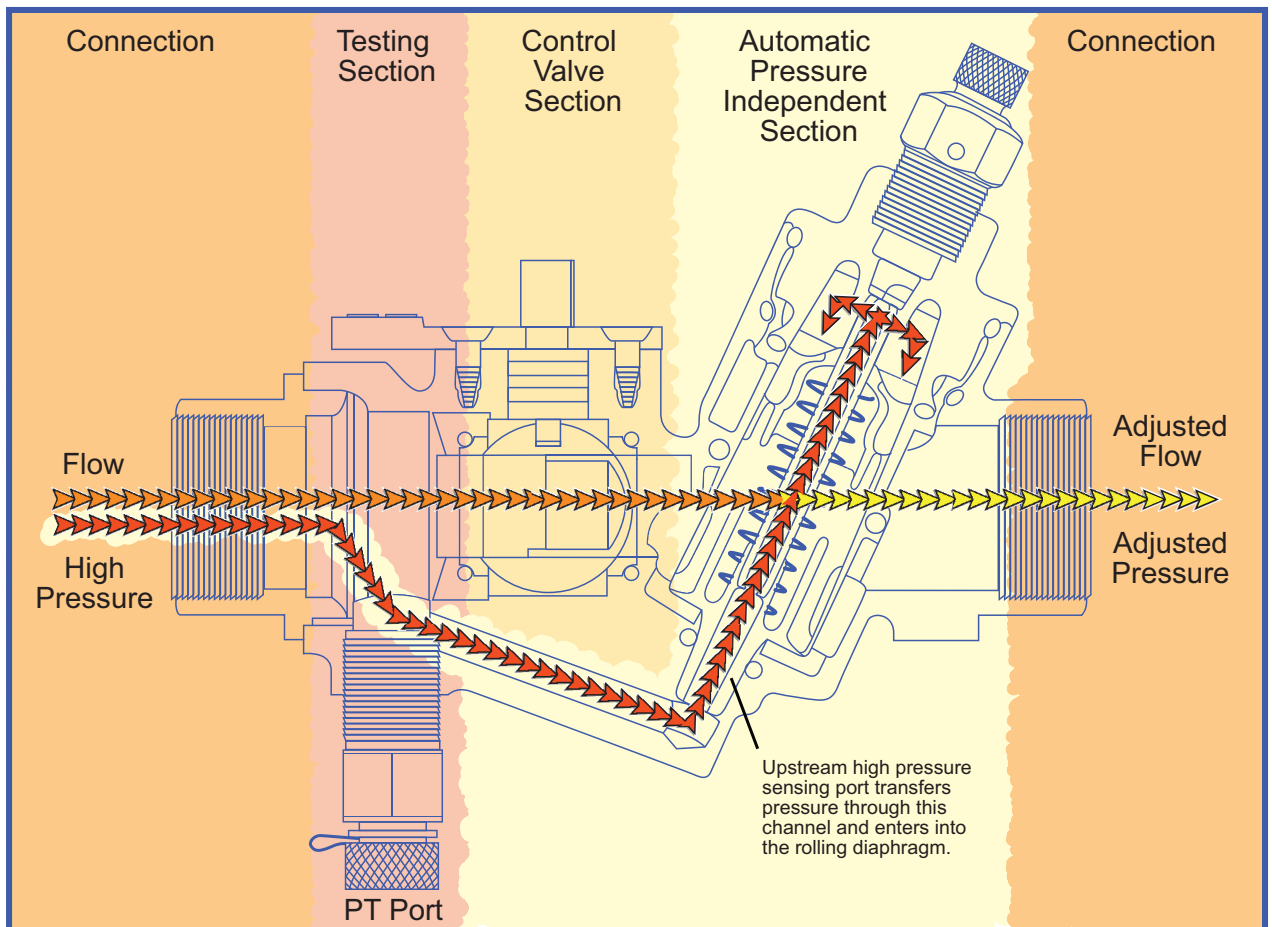 Connection
Testing
Section
Control
Valve
Section
Automatic
Pressure
Independent
Section
Connection
Flow
High
Pressure
Adjusted
Flow
Adjusted
Pressure
Upstream high pressure
sensing port transfers
pressure through this
channel and enters into
the rolling diaphragm.
PT Port